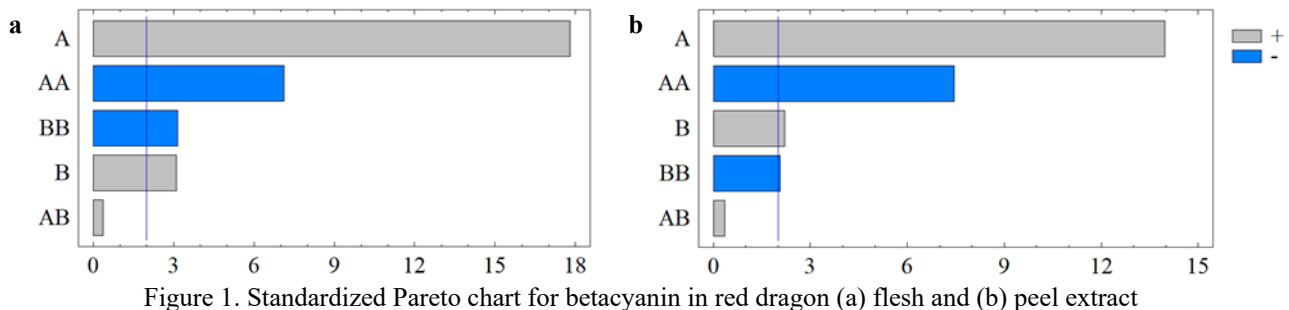 a
A
AA
BB
B
AB
0 3 6 9 12 15 18
b
A
AA
B
BB
AB
0 3 6 9 12 15
+
-
Figure 1. Standardized Pareto chart for betacyanin in red dragon (a) flesh and (b) peel extract